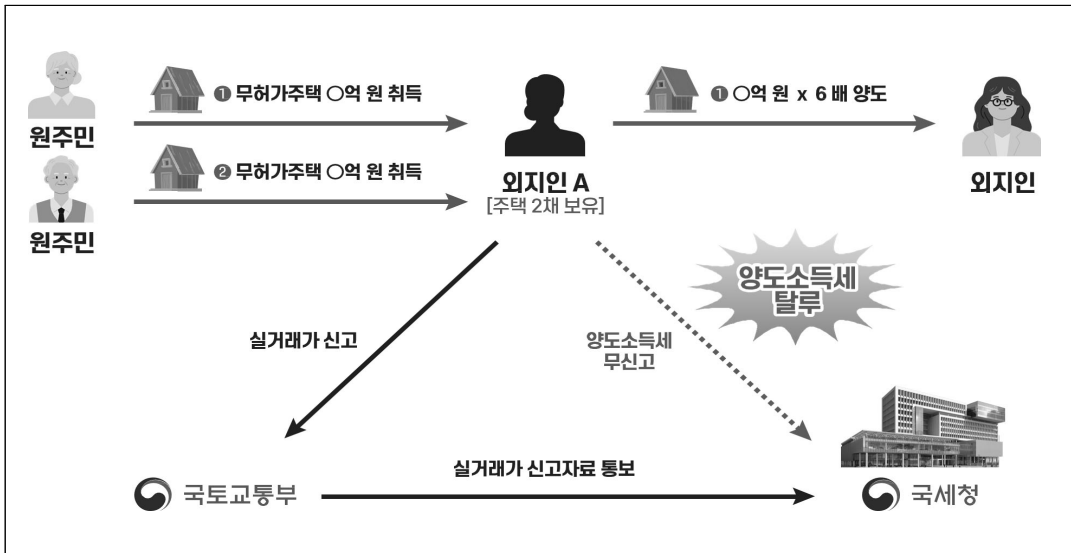 ❶ 무허가주택 〇억 원 취득
원주민
❷ 무허가주택 〇억 원 취득
원주민
외지인 A
[주택 2채 보유]
❶ 〇억 원 x 6 배 양도
외지인
양도소득세
탈루
실거래가 신고
양도소득세
무신고
실거래가 신고자료 통보
국토교통부
국세청